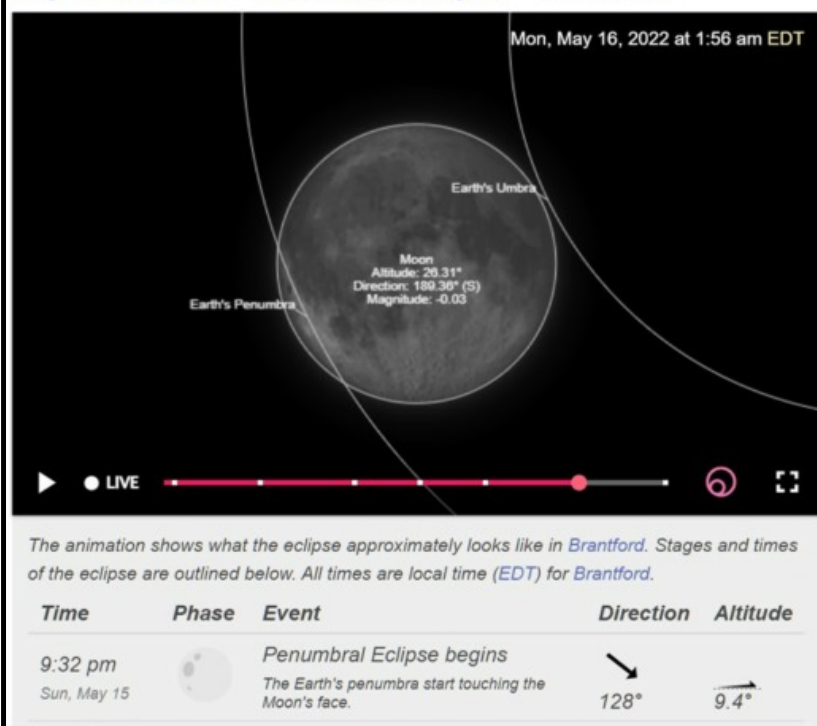 Mon, May 16, 2022 at 1:56 am EDT
Earth's Umbra
Moon
Altitude: 26.31°
Direction: 189.36° (S)
Magnitude: -0.03
Earth's Penumbra
LIVE
The animation shows what the eclipse approximately looks like in Brantford. Stages and times
of the eclipse are outlined below. All times are local time (EDT) for Brantford.
Time Phase Event Direction Altitude
9:32 pm
Sun, May 15
Penumbral Eclipse begins
The Earth's penumbra start touching the
Moon's face.
128°
9.4°